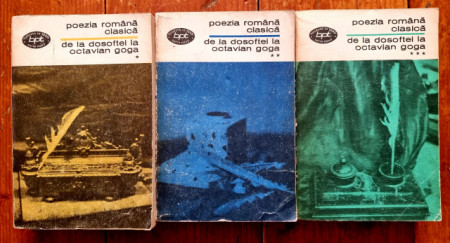 bpt
poezia română
clasică
de la dosoftei la
octavian goga
*
bpt
poezia română
clasică
de la dosoftei la
octavian goga
**
bpt
poezia română
clasică
de la dosoftei la
octavian goga
***